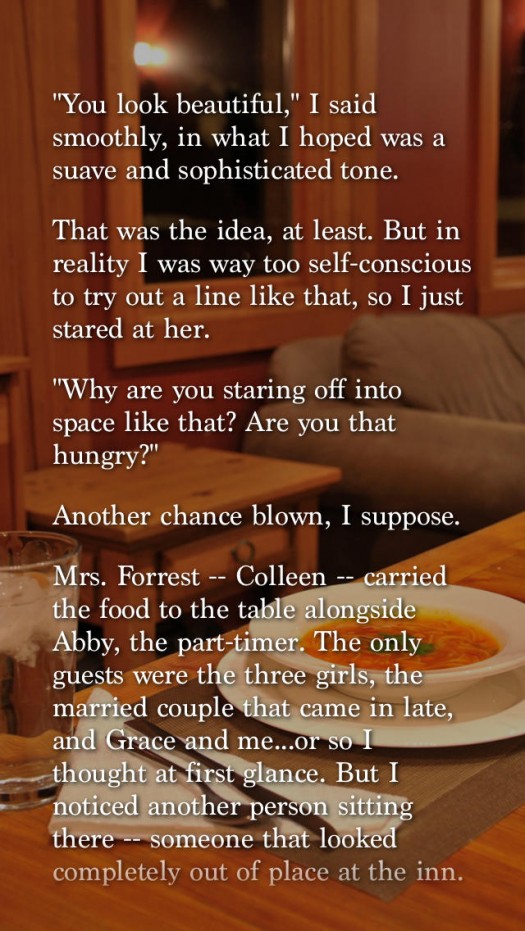 "You look beautiful," I said
smoothly, in what I hoped was a
suave and sophisticated tone.
That was the idea, at least. But in
reality I was way too self-conscious
to try out a line like that, so I just
stared at her.
"Why are you staring off into
space like that? Are you that
hungry?"
Another chance blown, I suppose.
Mrs. Forrest -- Colleen -- carried
the food to the table alongside
Abby, the part-timer. The only
guests were the three girls, the
married couple that came in late,
and Grace and me...or so I
thought at first glance. But I
noticed another person sitting
there -- someone that looked
completely out of place at the inn.